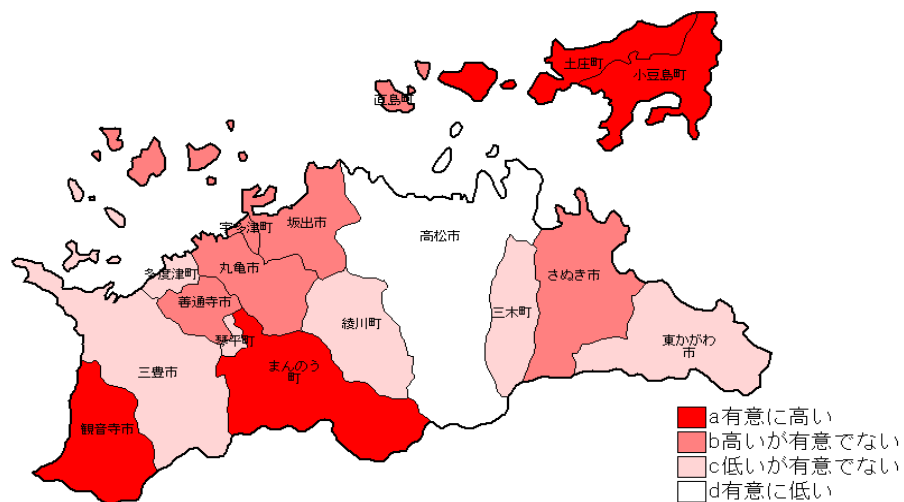 土庄町
小豆島町
直島町
宇多津町
坂出市
高松市
多度津町
丸亀市
さぬき市
善通寺市
三木町
綾川町
琴平町
東かがわ
市
まんのう
町
三豊市
観音寺市
a有意に高い
b高いが有意でない
c低いが有意でない
d有意に低い